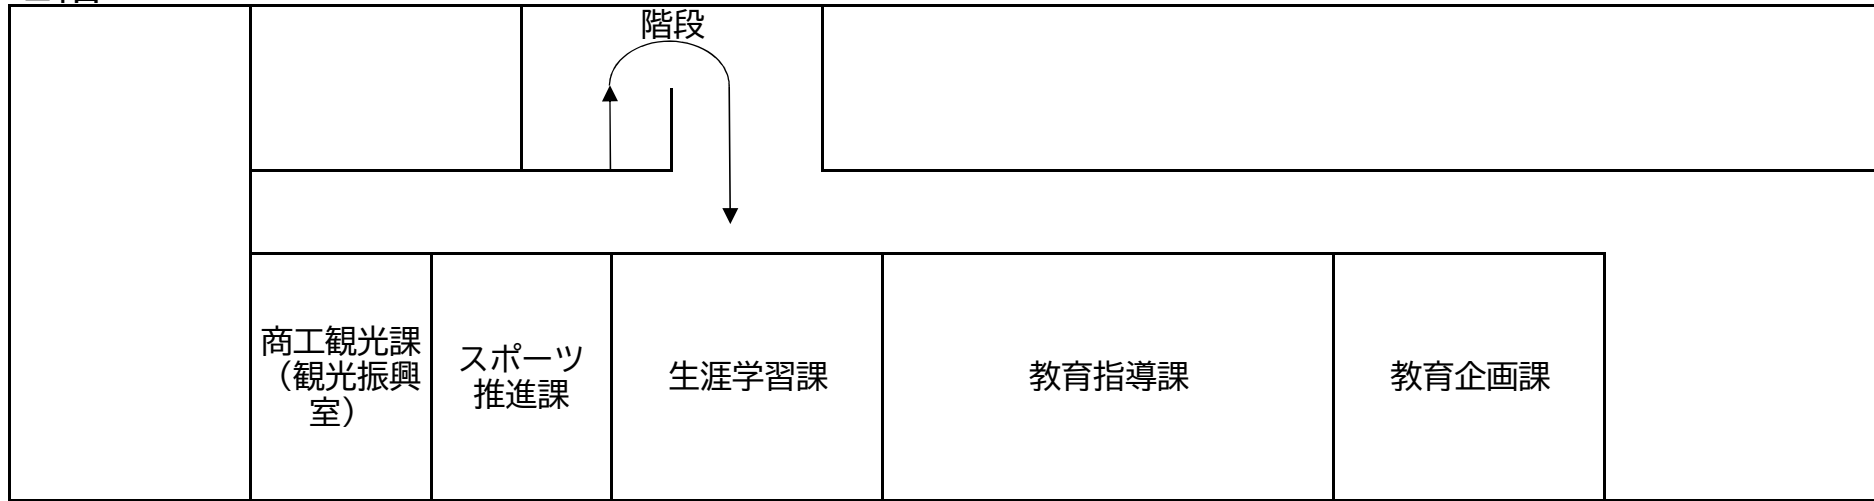 階段
商工観光課
（観光振興
室）
スポーツ
推進課
生涯学習課
教育指導課
教育企画課